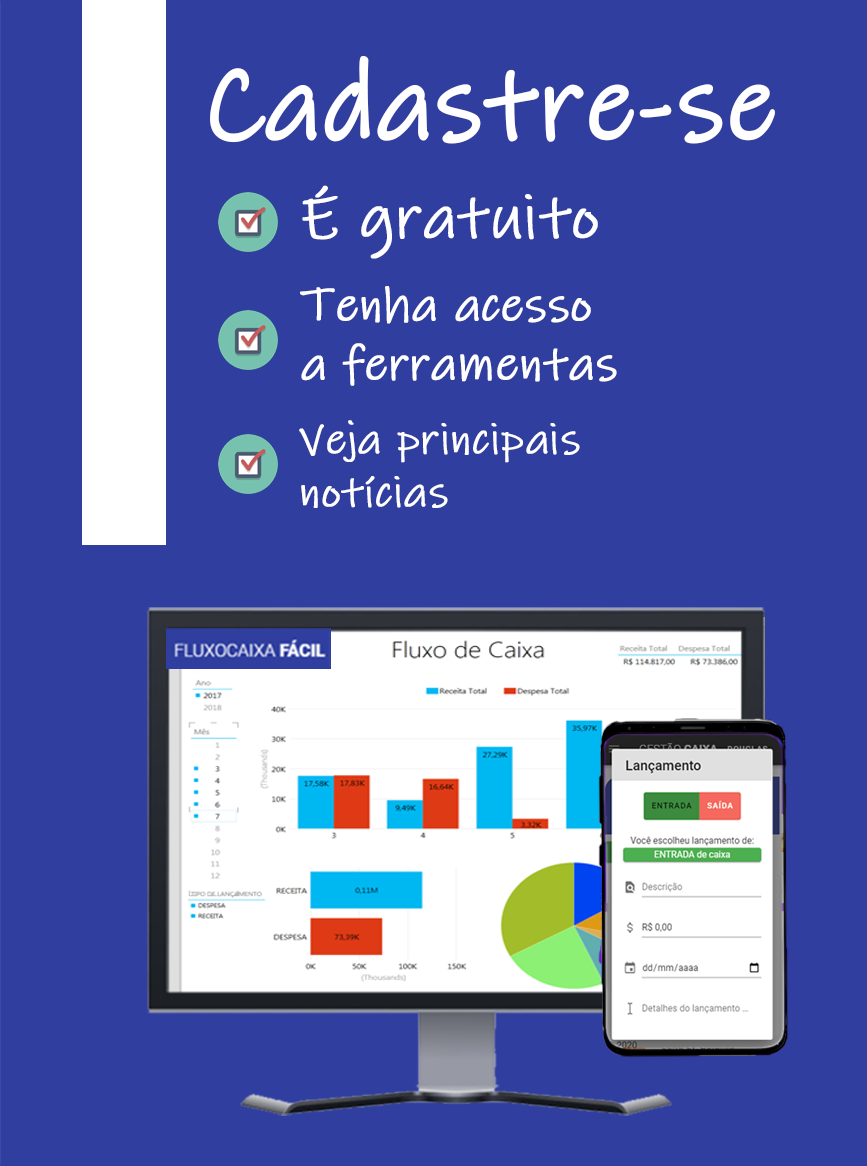 Cadastre-se
É gratuito
Tenha acesso
a ferramentas
Veja principais
notícias
FLUXOCAIXA FÁCIL
Fluxo de Caixa
Receita Total Despesa Total
R$ 114.817,00 R$ 73.386,00
Ano
2017
2018
Mês
1
2
3
4
5
6
7
8
9
10
11
12
TIPO DE LANÇAMENTO
DESPESA
RECEITA
Receita Total Despesa Total
40K
30K
20K
10K
0K
(Thousands)
17,58K 17,83K
9,49K 16,64K
27,29K 3,32K
35,97K
3 4 5
RECEITA 0,11M
DESPESA 73,39K
0K 50K 100K 150K
(Thousands)
GESTÃO CAIXA DOUGLAS
Lançamento
ENTRADA SAÍDA
Você escolheu lançamento de:
ENTRADA de caixa
Descrição
$ R$ 0,00
dd/mm/aaaa
Detalhes do lançamento ...
2020